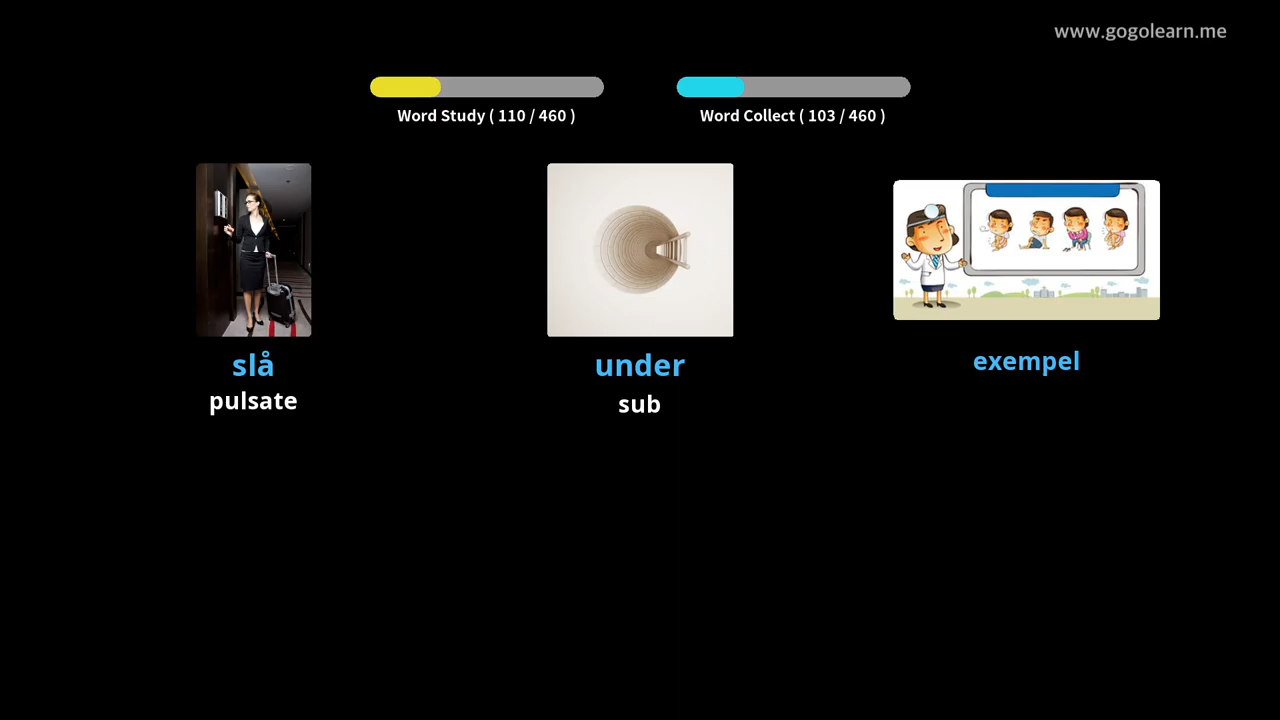 www.gogolearn.me
Word Study ( 110 / 460 )
Word Collect ( 103 / 460 )
slå
under
exempel
pulsate
sub